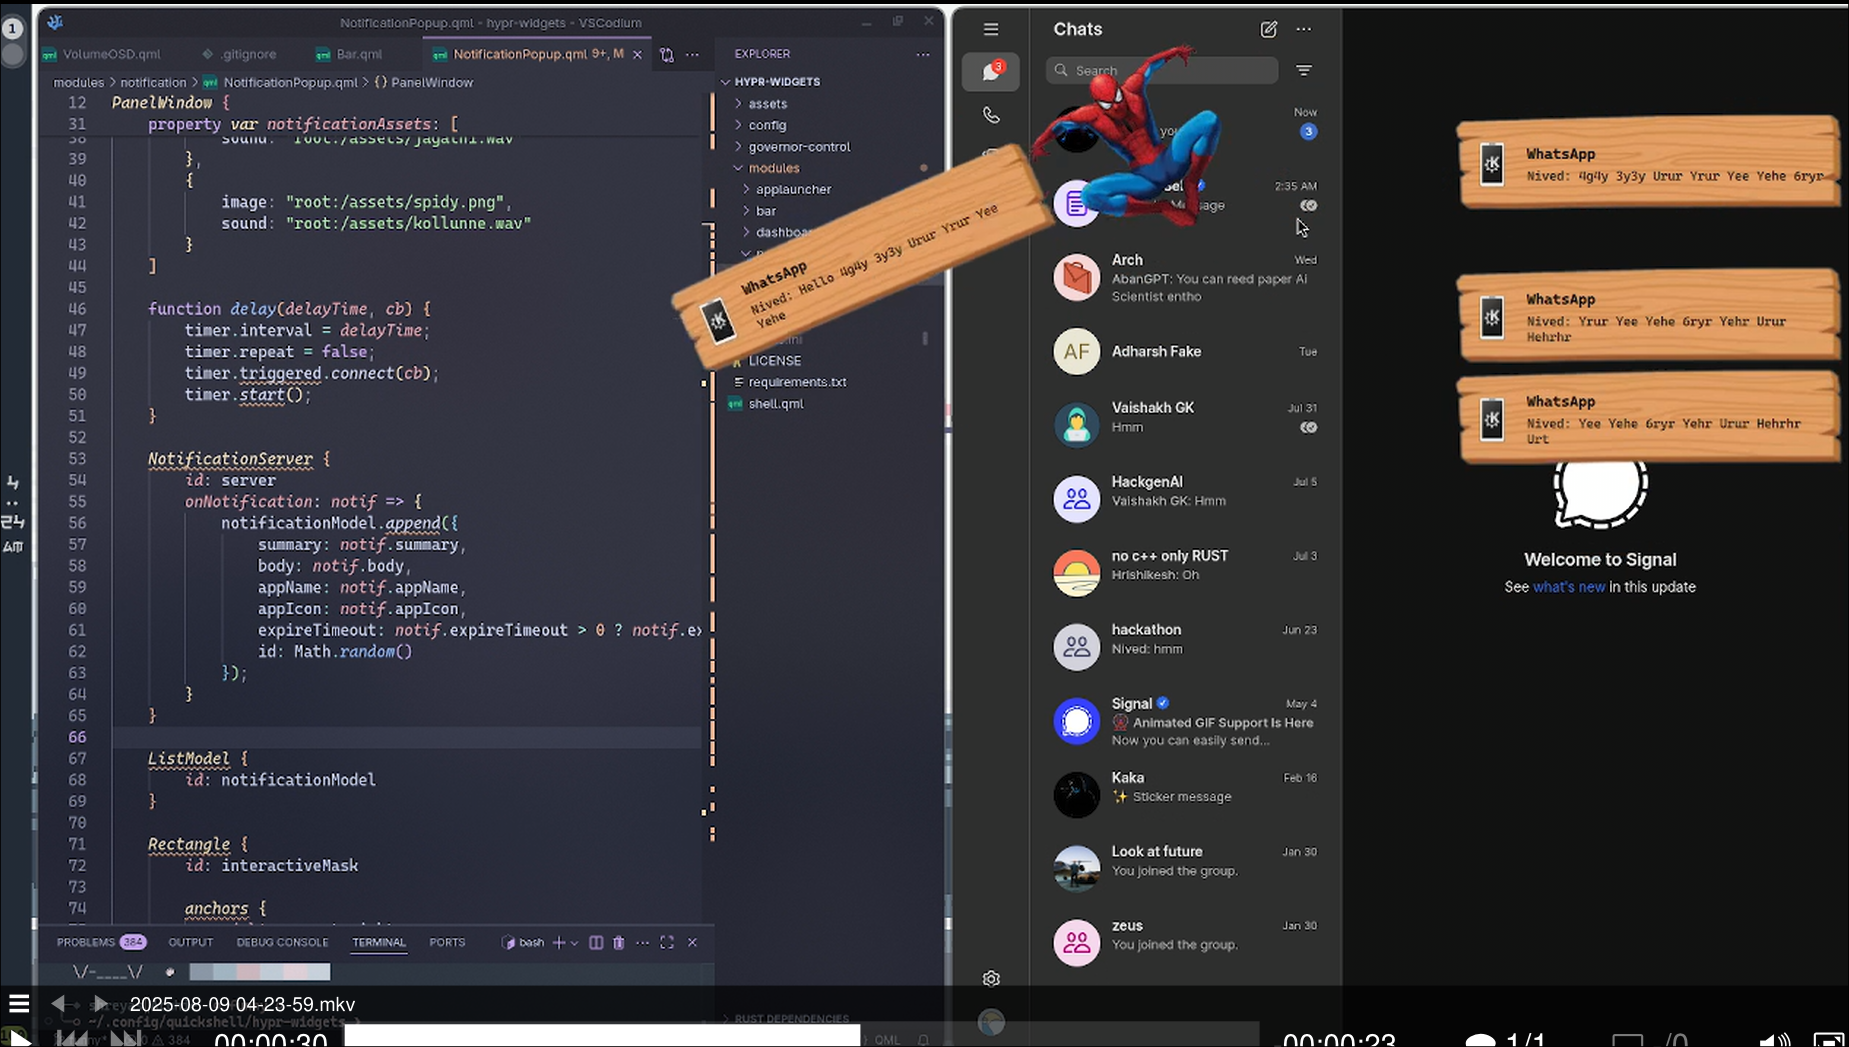 1
NotificationPopup.qml - hypr-widgets - VSCodium
VolumeOSD.qml
.gitignore
Bar.qml
NotificationPopup.qml 9+, M
modules > notification > NotificationPopup.qml > {} PanelWindow
12 PanelWindow {
31 property var notificationAssets: [
38 sound: "root:/assets/jagathi.wav"
39 },
40 {
41 image: "root:/assets/spidy.png",
42 sound: "root:/assets/kollunne.wav"
43 }
44 ]
45
46 function delay(delayTime, cb) {
47 timer.interval = delayTime;
48 timer.repeat = false;
49 timer.triggered.connect(cb);
50 timer.start();
51 }
52
53 NotificationServer {
54 id: server
55 onNotification: notif => {
56 notificationModel.append({
57 summary: notif.summary,
58 body: notif.body,
59 appName: notif.appName,
60 appIcon: notif.appIcon,
61 expireTimeout: notif.expireTimeout > 0 ? notif.ex
62 id: Math.random()
63 });
64 }
65 }
66
67 ListModel {
68 id: notificationModel
69 }
70
71 Rectangle {
72 id: interactiveMask
73
74 anchors {
4
24
AM
EXPLORER
HYPR-WIDGETS
assets
config
governor-control
modules
applauncher
bar
dashboa
LICENSE
requirements.txt
shell.qml
RUST DEPENDENCIES
PROBLEMS 384 OUTPUT DEBUG CONSOLE TERMINAL PORTS
bash
\/-____\/
~/.config/quickshell/hypr-widgets
384
QML
WhatsApp
Nived: Hello 4g4y 3y3y Urur Yrur Yee
Yehe
3
Chats
Search
Now
you
3
2:35 AM
Arch
Wed
AbanGPT: You can reed paper AI
Scientist entho
AF
Adharsh Fake
Tue
Vaishakh GK
Jul 31
Hmm
HackgenAI
Jul 5
Vaishakh GK: Hmm
no c++ only RUST
Jul 3
Hrishikesh: Oh
hackathon
Jun 23
Nived: hmm
Signal
May 4
Animated GIF Support Is Here
Now you can easily send...
Kaka
Feb 16
Sticker message
Look at future
Jan 30
You joined the group.
zeus
Jan 30
You joined the group.
WhatsApp
Nived: 4g4y 3y3y Urur Yrur Yee Yehe 6ryr
WhatsApp
Nived: Yrur Yee Yehe 6ryr Yehr Urur
Hehrhr
WhatsApp
Nived: Yee Yehe 6ryr Yehr Urur Hehrhr
Urt
Welcome to Signal
See what's new in this update
2025-08-09 04-23-59.mkv
00:00:30
-00:00:23
1/1
-/0